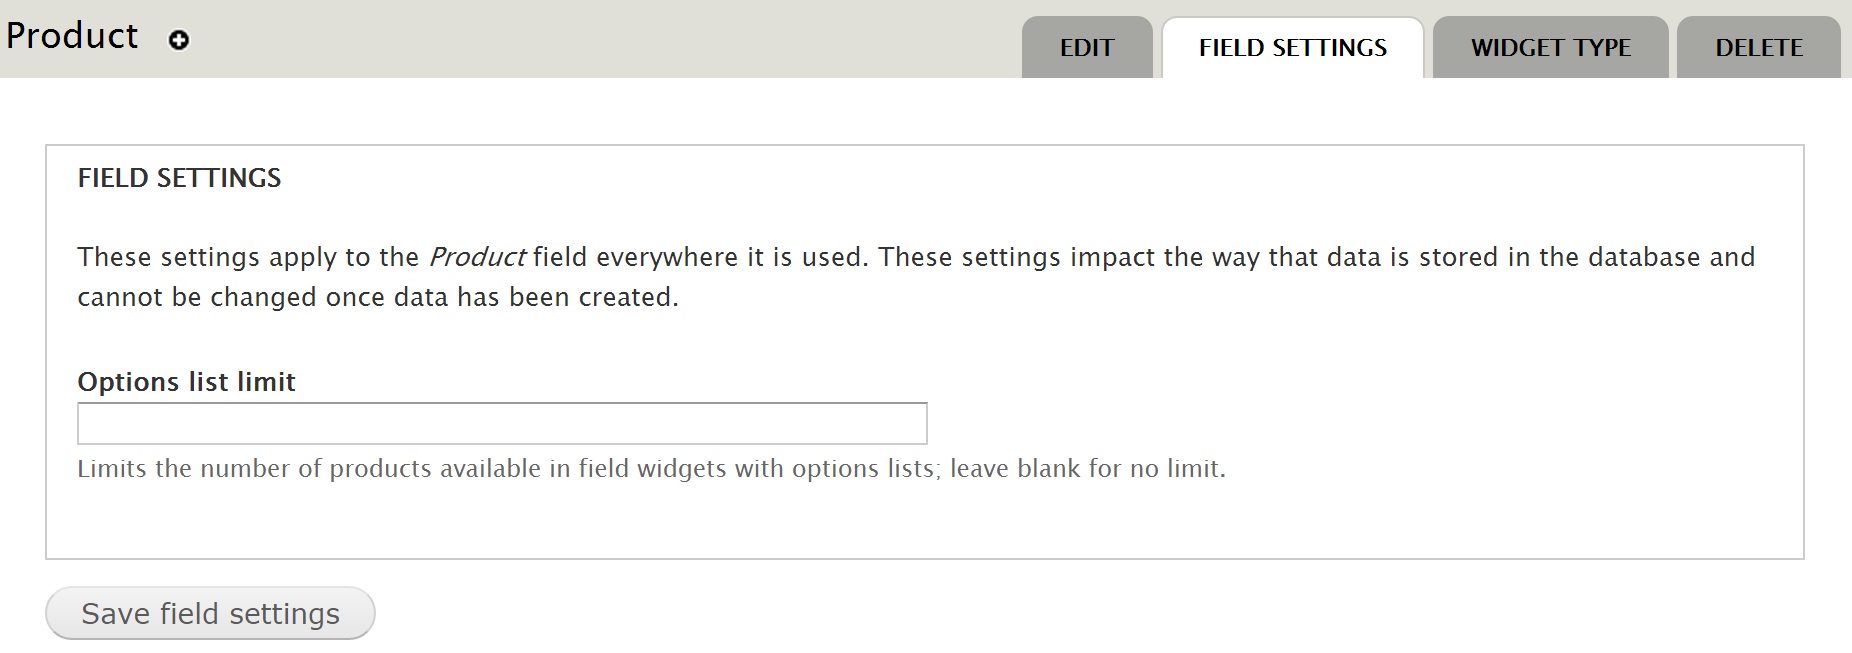 Product
EDIT
FIELD SETTINGS
WIDGET TYPE
DELETE
FIELD SETTINGS
These settings apply to the Product field everywhere it is used. These settings impact the way that data is stored in the database and
cannot be changed once data has been created.
Options list limit
Limits the number of products available in field widgets with options lists; leave blank for no limit.
Save field settings